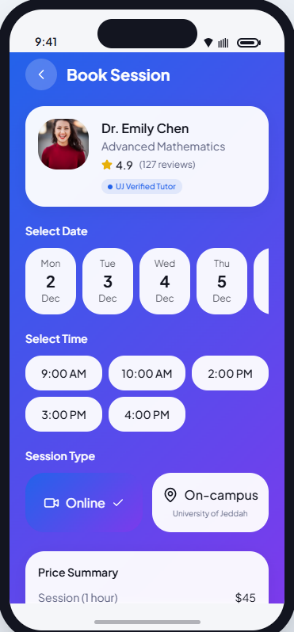 9:41
Book Session
Dr. Emily Chen
Advanced Mathematics
4.9 (127 reviews)
UJ Verified Tutor
Select Date
Mon Tue Wed Thu
2 3 4 5
Dec Dec Dec Dec
Select Time
9:00 AM 10:00 AM 2:00 PM
3:00 PM 4:00 PM
Session Type
Online On-campus
University of Jeddah
Price Summary
Session (1 hour) $45